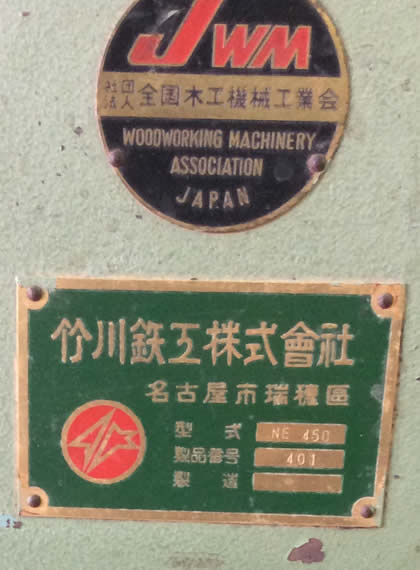 JWM
社団法人 全国木工機械工業会
WOODWORKING MACHINERY
ASSOCIATION
JAPAN
竹川鉄工株式會社
名古屋市瑞穗區
型式 NE 450
製品番号 491
製造